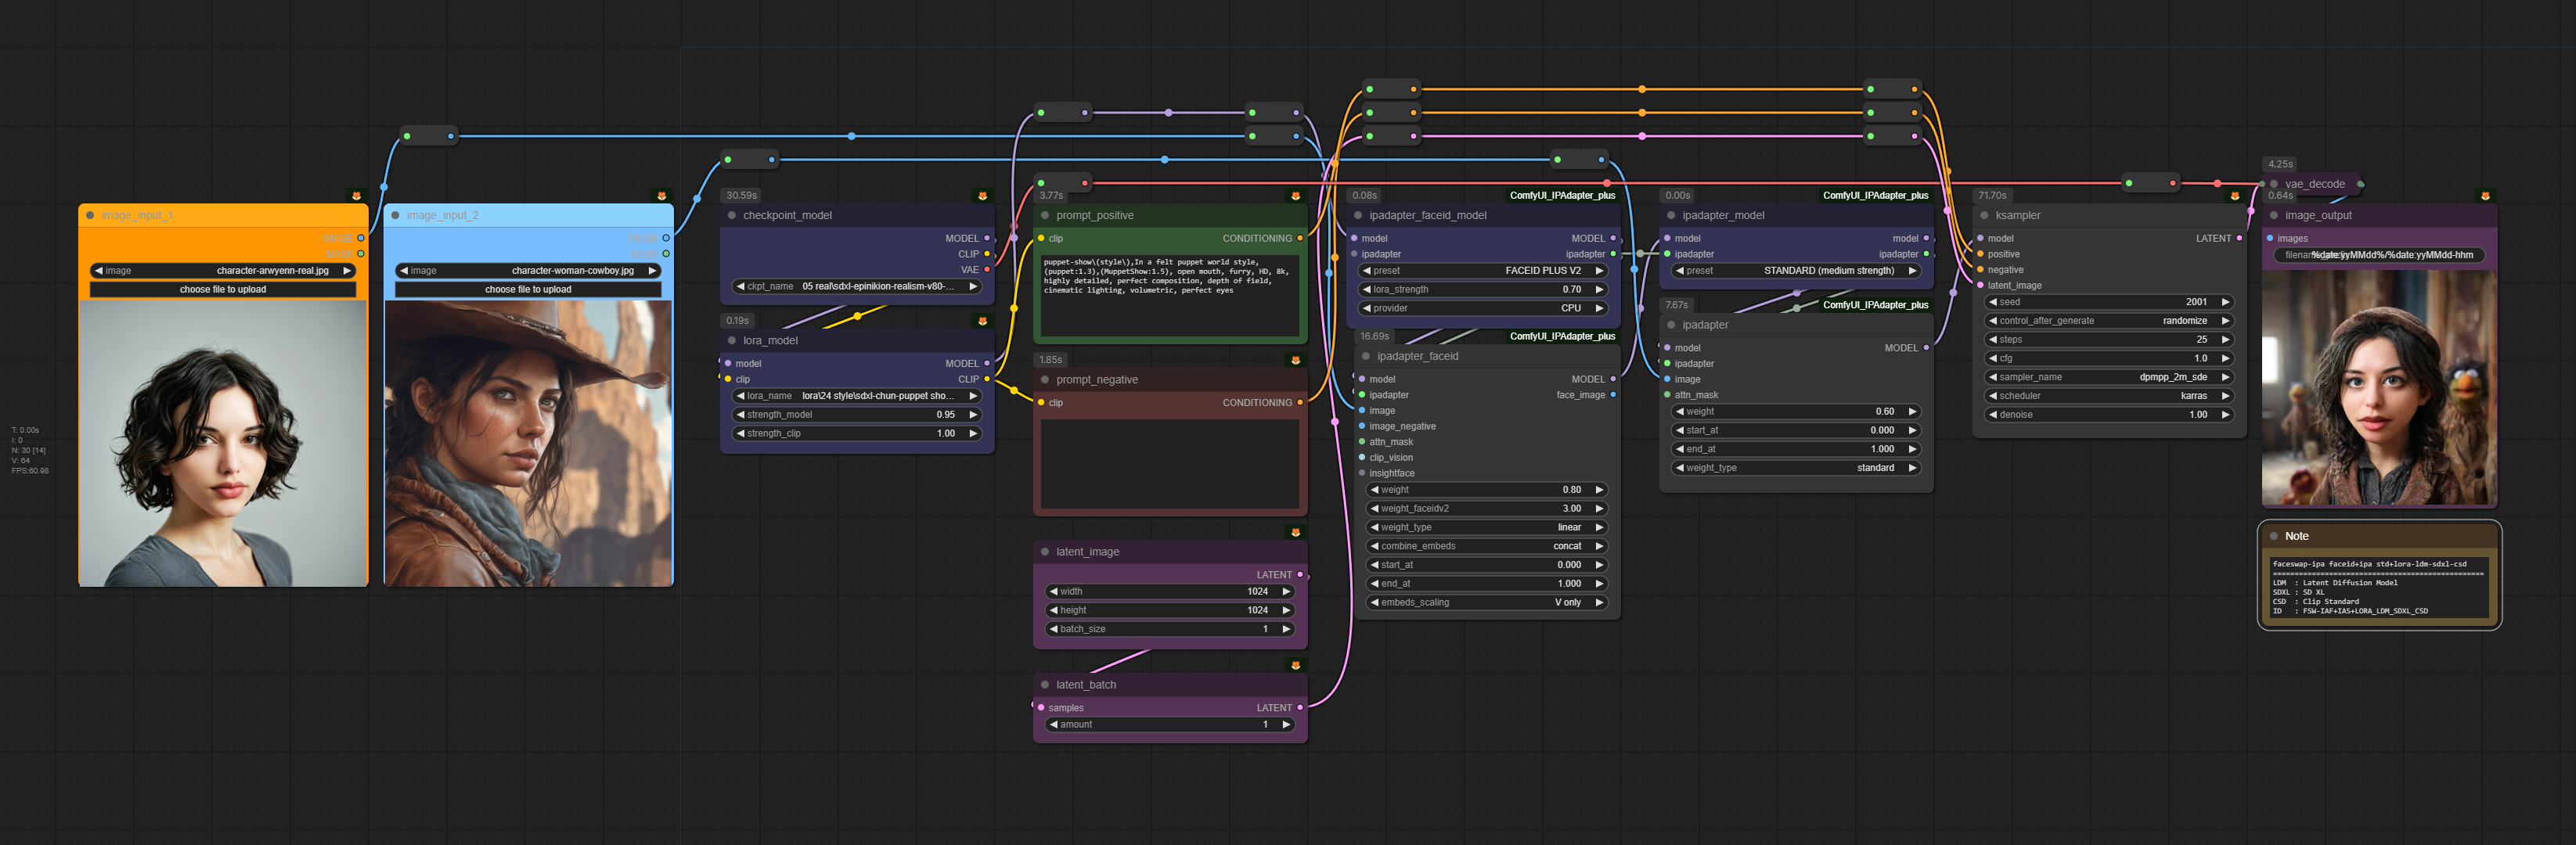 T: 0.00s
I: 0
N: 30 [14]
V: 64
FPS:60.98
image_input_1
IMAGE
MASK
image character-arwyenn-real.jpg
choose file to upload
image_input_2
IMAGE
MASK
image character-woman-cowboy.jpg
choose file to upload
30.59s
checkpoint_model
MODEL
CLIP
VAE
ckpt_name 05 real\sdxl-epinikion-realism-v80-...
0.19s
lora_model
model MODEL
clip CLIP
lora_name lora\24 style\sdxl-chun-puppet sho...
strength_model 0.95
strength_clip 1.00
3.77s
prompt_positive
clip CONDITIONING
puppet-show\(style\),In a felt puppet world style,
(puppet:1.3),(MuppetShow:1.5), open mouth, furry, HD, 8k,
highly detailed, perfect composition, depth of field,
cinematic lighting, volumetric, perfect eyes
1.85s
prompt_negative
clip CONDITIONING
latent_image
LATENT
width 1024
height 1024
batch_size 1
latent_batch
samples LATENT
amount 1
0.08s ComfyUI_IPAdapter_plus
ipadapter_faceid_model
model MODEL
ipadapter ipadapter
preset FACEID PLUS V2
lora_strength 0.70
provider CPU
16.69s ComfyUI_IPAdapter_plus
ipadapter_faceid
model MODEL
ipadapter face_image
image
image_negative
attn_mask
clip_vision
insightface
weight 0.80
weight_faceidv2 3.00
weight_type linear
combine_embeds concat
start_at 0.000
end_at 1.000
embeds_scaling V only
0.00s ComfyUI_IPAdapter_plus
ipadapter_model
model model
ipadapter ipadapter
preset STANDARD (medium strength)
7.67s ComfyUI_IPAdapter_plus
ipadapter
model MODEL
ipadapter
image
attn_mask
weight 0.60
start_at 0.000
end_at 1.000
weight_type standard
71.70s
ksampler
model LATENT
positive
negative
latent_image
seed 2001
control_after_generate randomize
steps 25
cfg 1.0
sampler_name dpmpp_2m_sde
scheduler karras
denoise 1.00
4.25s
vae_decode
0.64s
image_output
images
%date:yyMMdd%/%date:yyMMdd-hhm
Note
faceswap-ipa faceid+ipa std+lora-ldm-sdxl-csd
=============================================
LDM : Latent Diffusion Model
SDXL : SD XL
CSD : Clip Standard
ID : FSW-IAF+IAS+LORA_LDM_SDXL_CSD